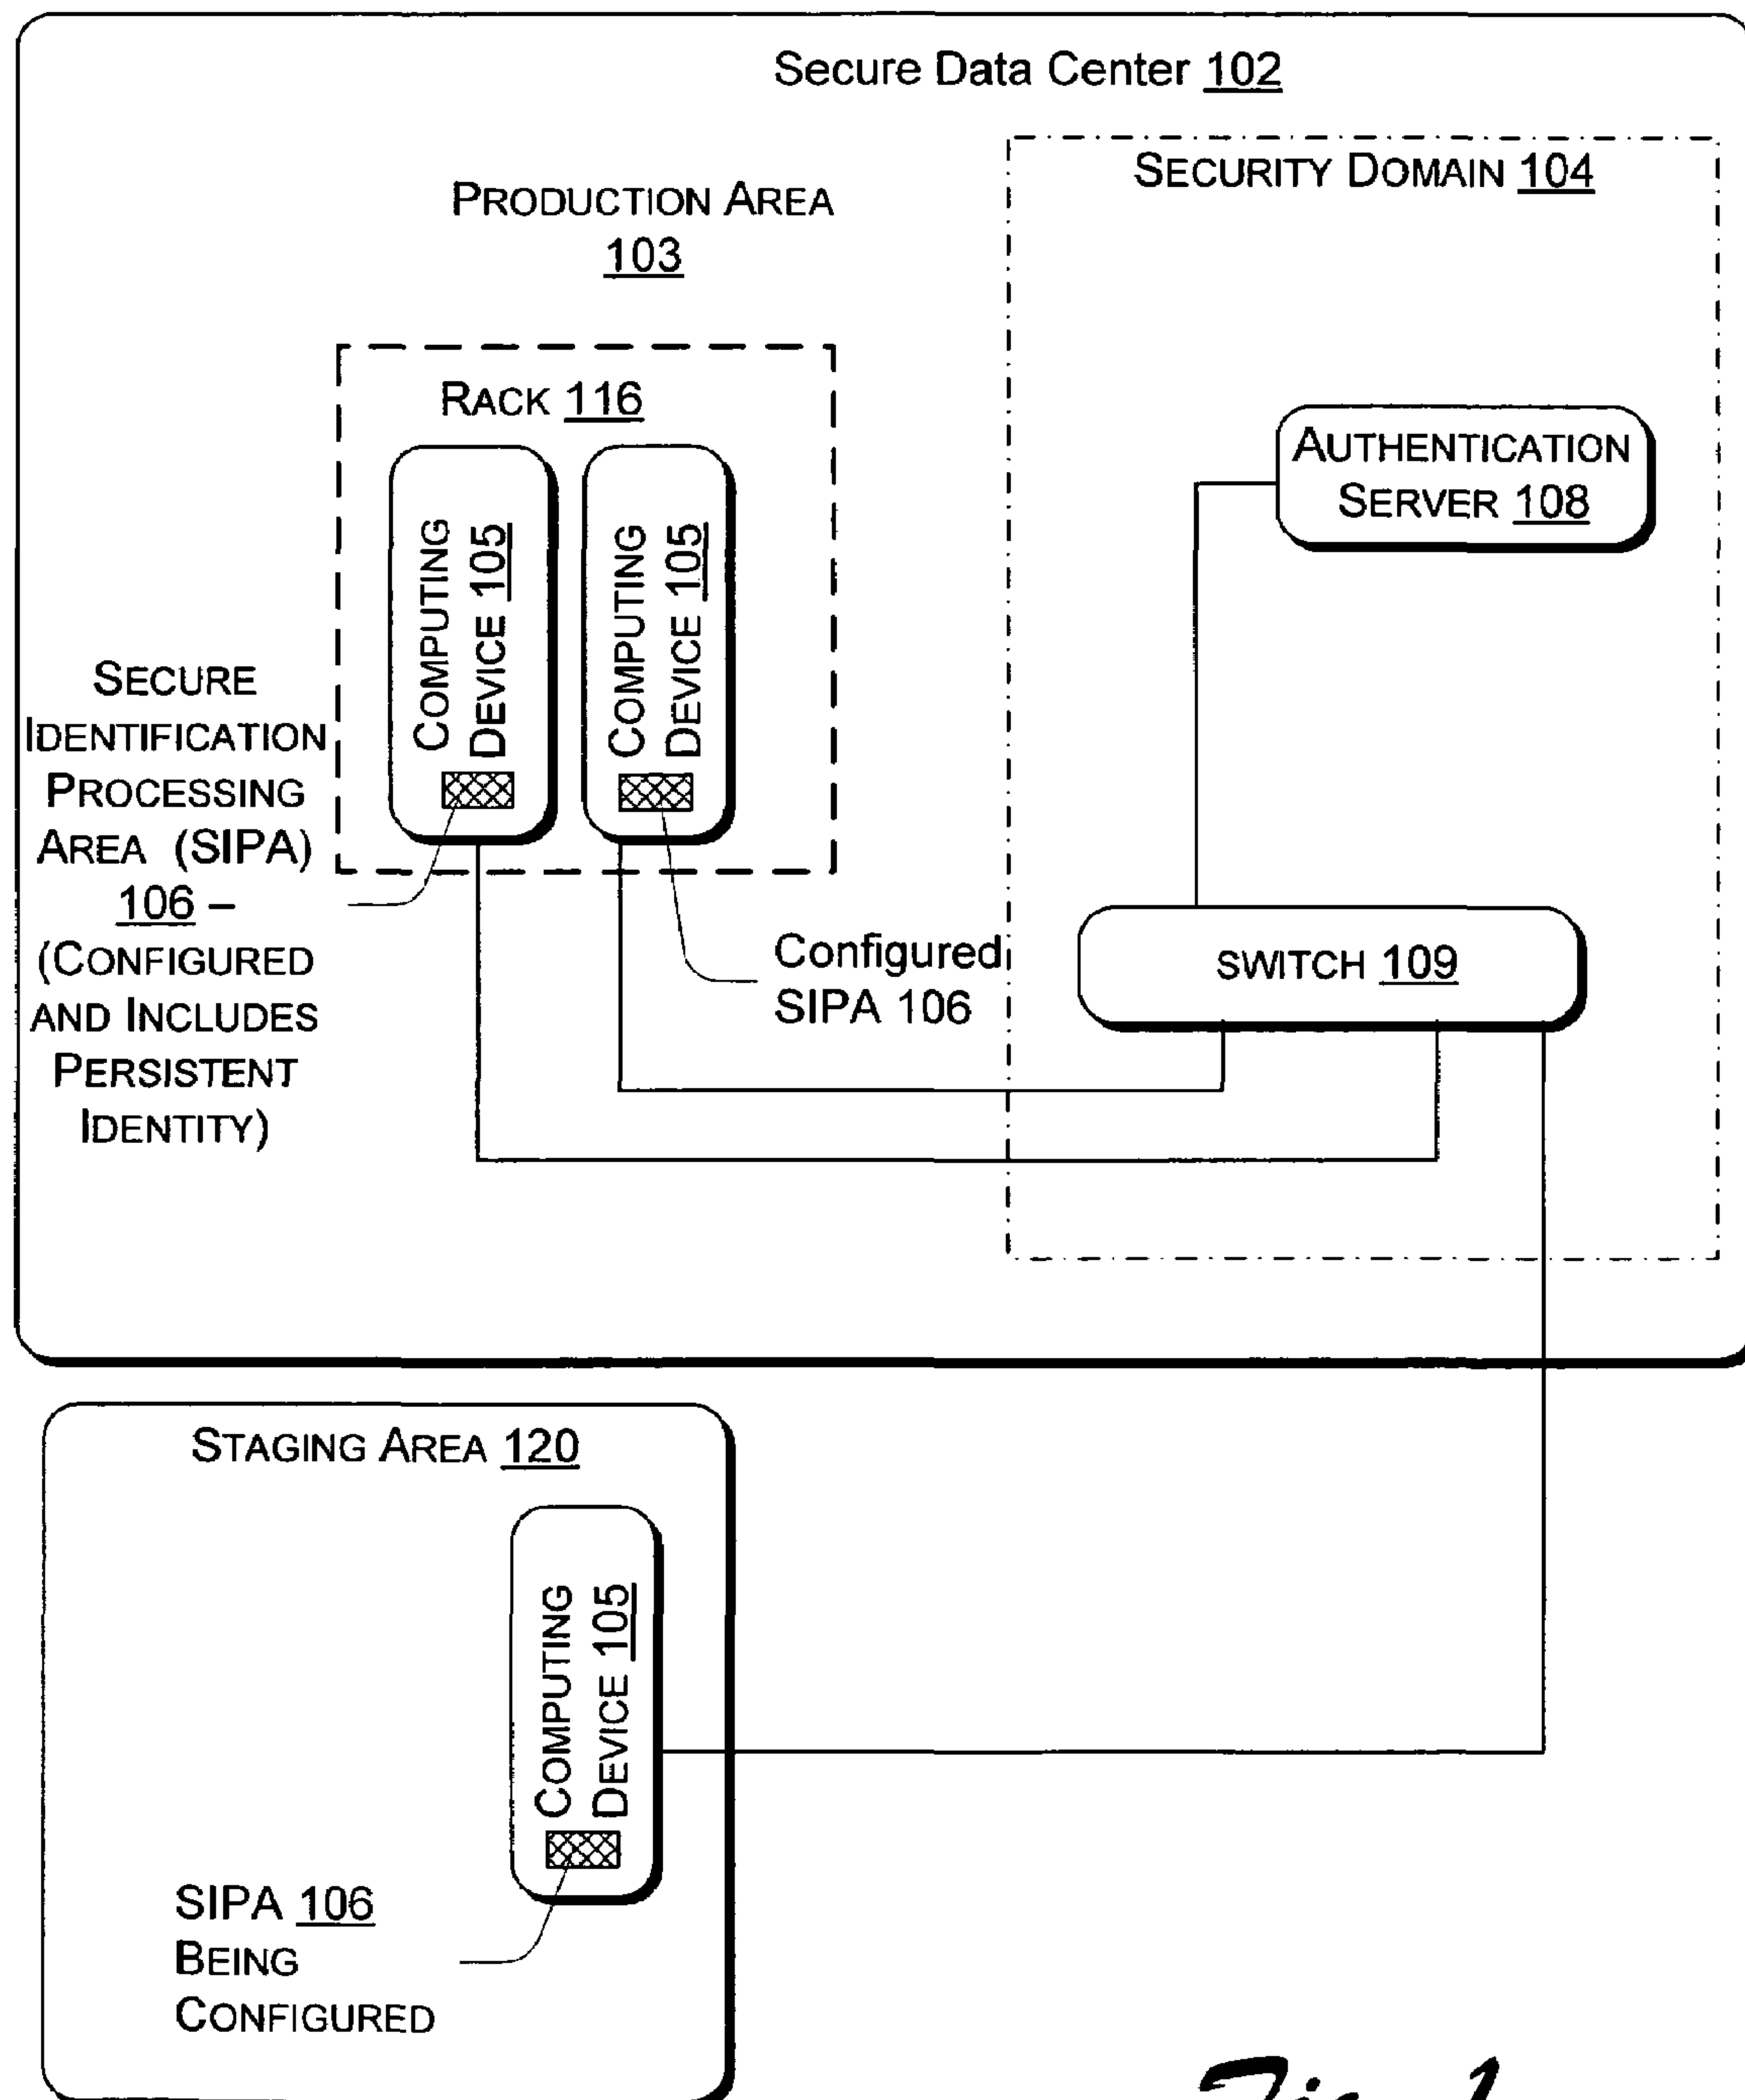 Secure Data Center 102
SECURITY DOMAIN 104
PRODUCTION AREA
103
RACK 116
COMPUTING
DEVICE 105
COMPUTING
DEVICE 105
AUTHENTICATION
SERVER 108
SECURE
IDENTIFICATION
PROCESSING
AREA (SIPA)
106 –
(CONFIGURED
AND INCLUDES
PERSISTENT
IDENTITY)
Configured
SIPA 106
SWITCH 109
STAGING AREA 120
COMPUTING
DEVICE 105
SIPA 106
BEING
CONFIGURED
Fig. 1